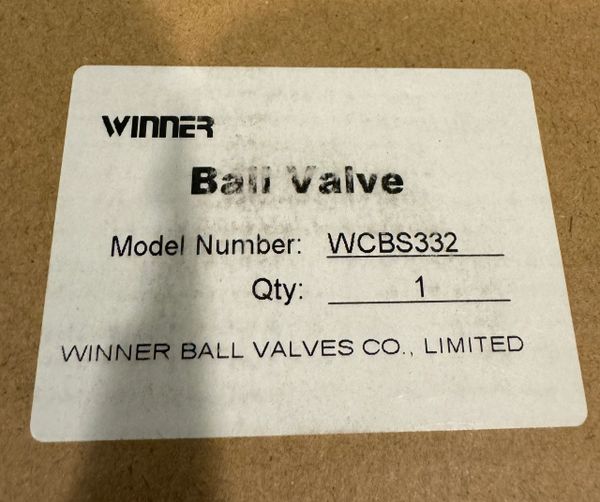 WINNER
Ball Valve
Model Number: WCBS332
Qty: 1
WINNER BALL VALVES CO., LIMITED